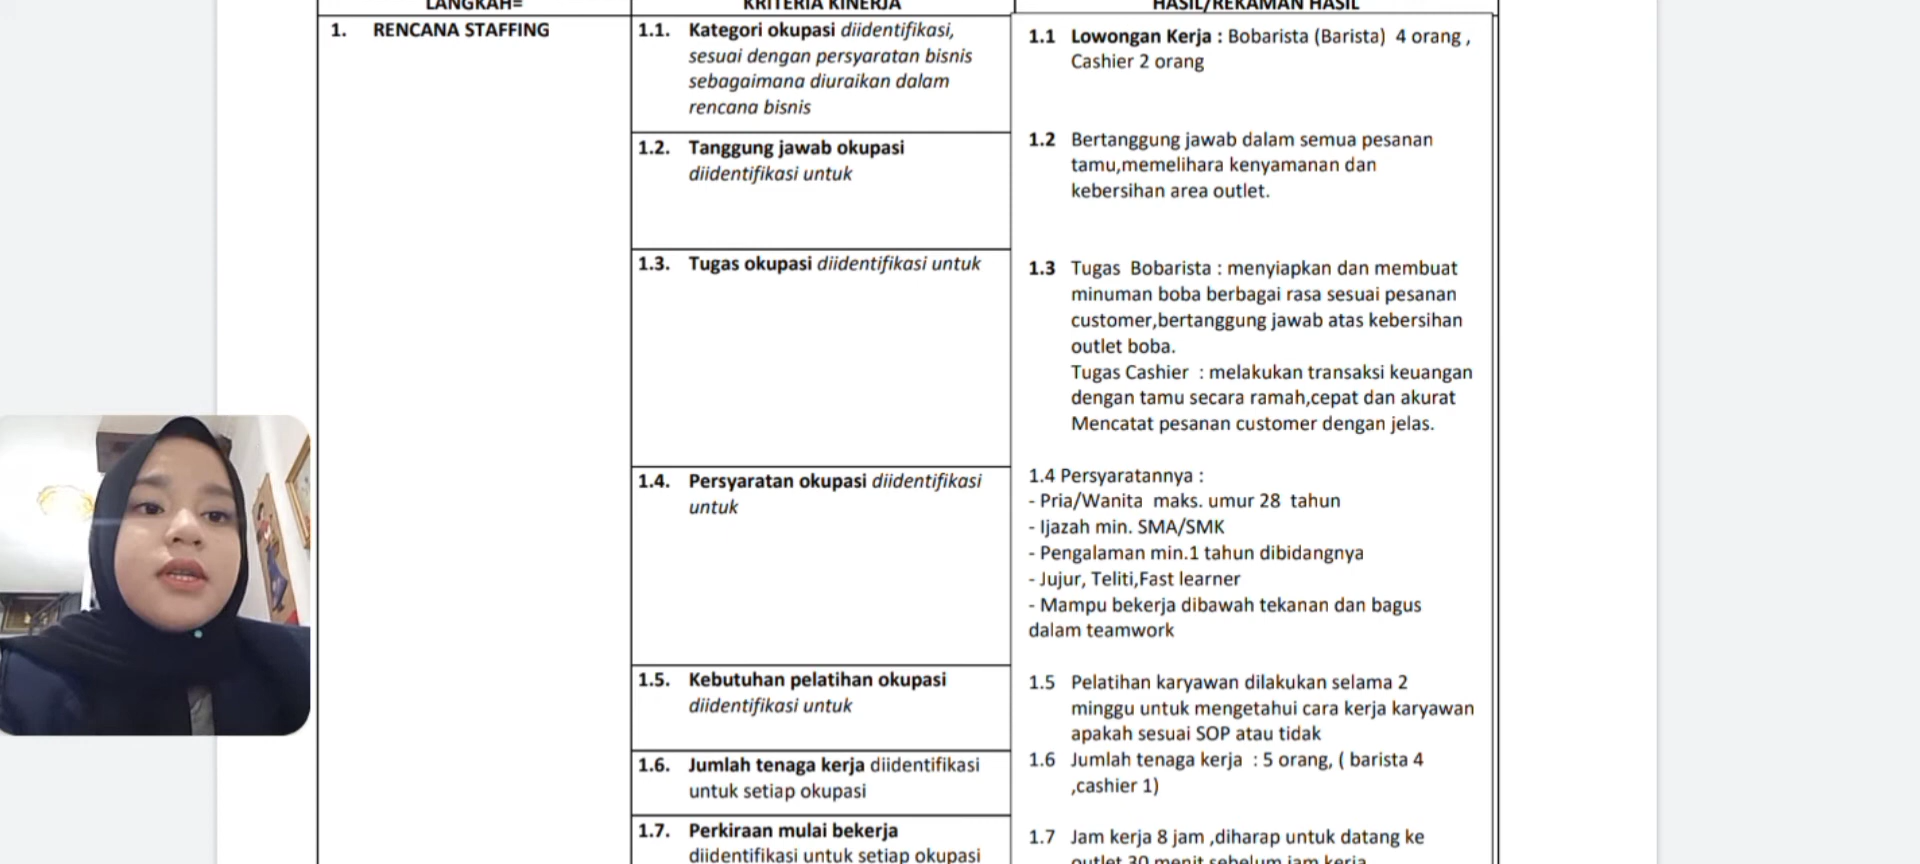 LANGKAH=
KRITERIA KINERJA
HASIL/REKAMAN HASIL
1. RENCANA STAFFING
1.1. Kategori okupasi diidentifikasi,
sesuai dengan persyaratan bisnis
sebagaimana diuraikan dalam
rencana bisnis
1.1 Lowongan Kerja : Bobarista (Barista) 4 orang ,
Cashier 2 orang
1.2. Tanggung jawab okupasi
diidentifikasi untuk
1.2 Bertanggung jawab dalam semua pesanan
tamu,memelihara kenyamanan dan
kebersihan area outlet.
1.3. Tugas okupasi diidentifikasi untuk
1.3 Tugas Bobarista : menyiapkan dan membuat
minuman boba berbagai rasa sesuai pesanan
customer,bertanggung jawab atas kebersihan
outlet boba.
Tugas Cashier : melakukan transaksi keuangan
dengan tamu secara ramah,cepat dan akurat
Mencatat pesanan customer dengan jelas.
1.4. Persyaratan okupasi diidentifikasi
untuk
1.4 Persyaratannya :
- Pria/Wanita maks. umur 28 tahun
- Ijazah min. SMA/SMK
- Pengalaman min.1 tahun dibidangnya
- Jujur, Teliti,Fast learner
- Mampu bekerja dibawah tekanan dan bagus
dalam teamwork
1.5. Kebutuhan pelatihan okupasi
diidentifikasi untuk
1.5 Pelatihan karyawan dilakukan selama 2
minggu untuk mengetahui cara kerja karyawan
apakah sesuai SOP atau tidak
1.6. Jumlah tenaga kerja diidentifikasi
untuk setiap okupasi
1.6 Jumlah tenaga kerja : 5 orang, ( barista 4
,cashier 1)
1.7. Perkiraan mulai bekerja
diidentifikasi untuk setiap okupasi
1.7 Jam kerja 8 jam ,diharap untuk datang ke
outlet 30 menit sebelum jam kerja